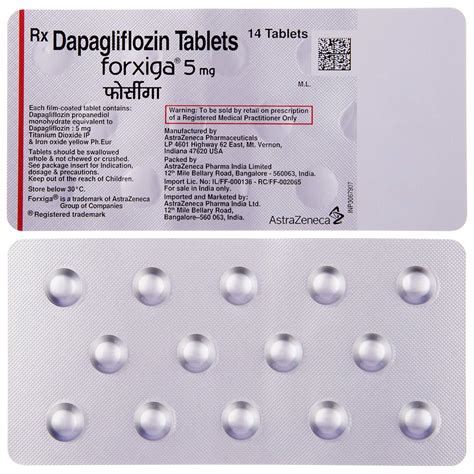 Rx Dapagliflozin Tablets
forxiga® 5 mg
फोर्सीगा
14 Tablets
M.L.
Each film-coated tablet contains:
Dapagliflozin propanediol
monohydrate equivalent to
Dapagliflozin : 5 mg
Titanium Dioxide IP
& Iron oxide yellow Ph.Eur
Tablets should be swallowed
whole & not chewed or crushed.
See package insert for Indication,
dosage & precautions.
Keep out of the reach of Children.
Store below 30°C.
Forxiga® is a trademark of AstraZeneca
Group of Companies
® Registered trademark
Warning: To be sold by retail on prescription
of a Registered Medical Practitioner Only
Manufactured by
AstraZeneca Pharmaceuticals
LP 4601 Highway 62 East, Mt. Vernon,
Indiana 47620 USA
Packed by
AstraZeneca Pharma India Limited
12th Mile Bellary Road, Bangalore - 560063, India.
Import Lic. No. IL/FF-000136 - RC/FF-002065
For sale in India only.
Imported and Marketed by:
AstraZeneca Pharma India Ltd.
12th Mile Bellary Road,
Bangalore-560 063, India.
AstraZeneca